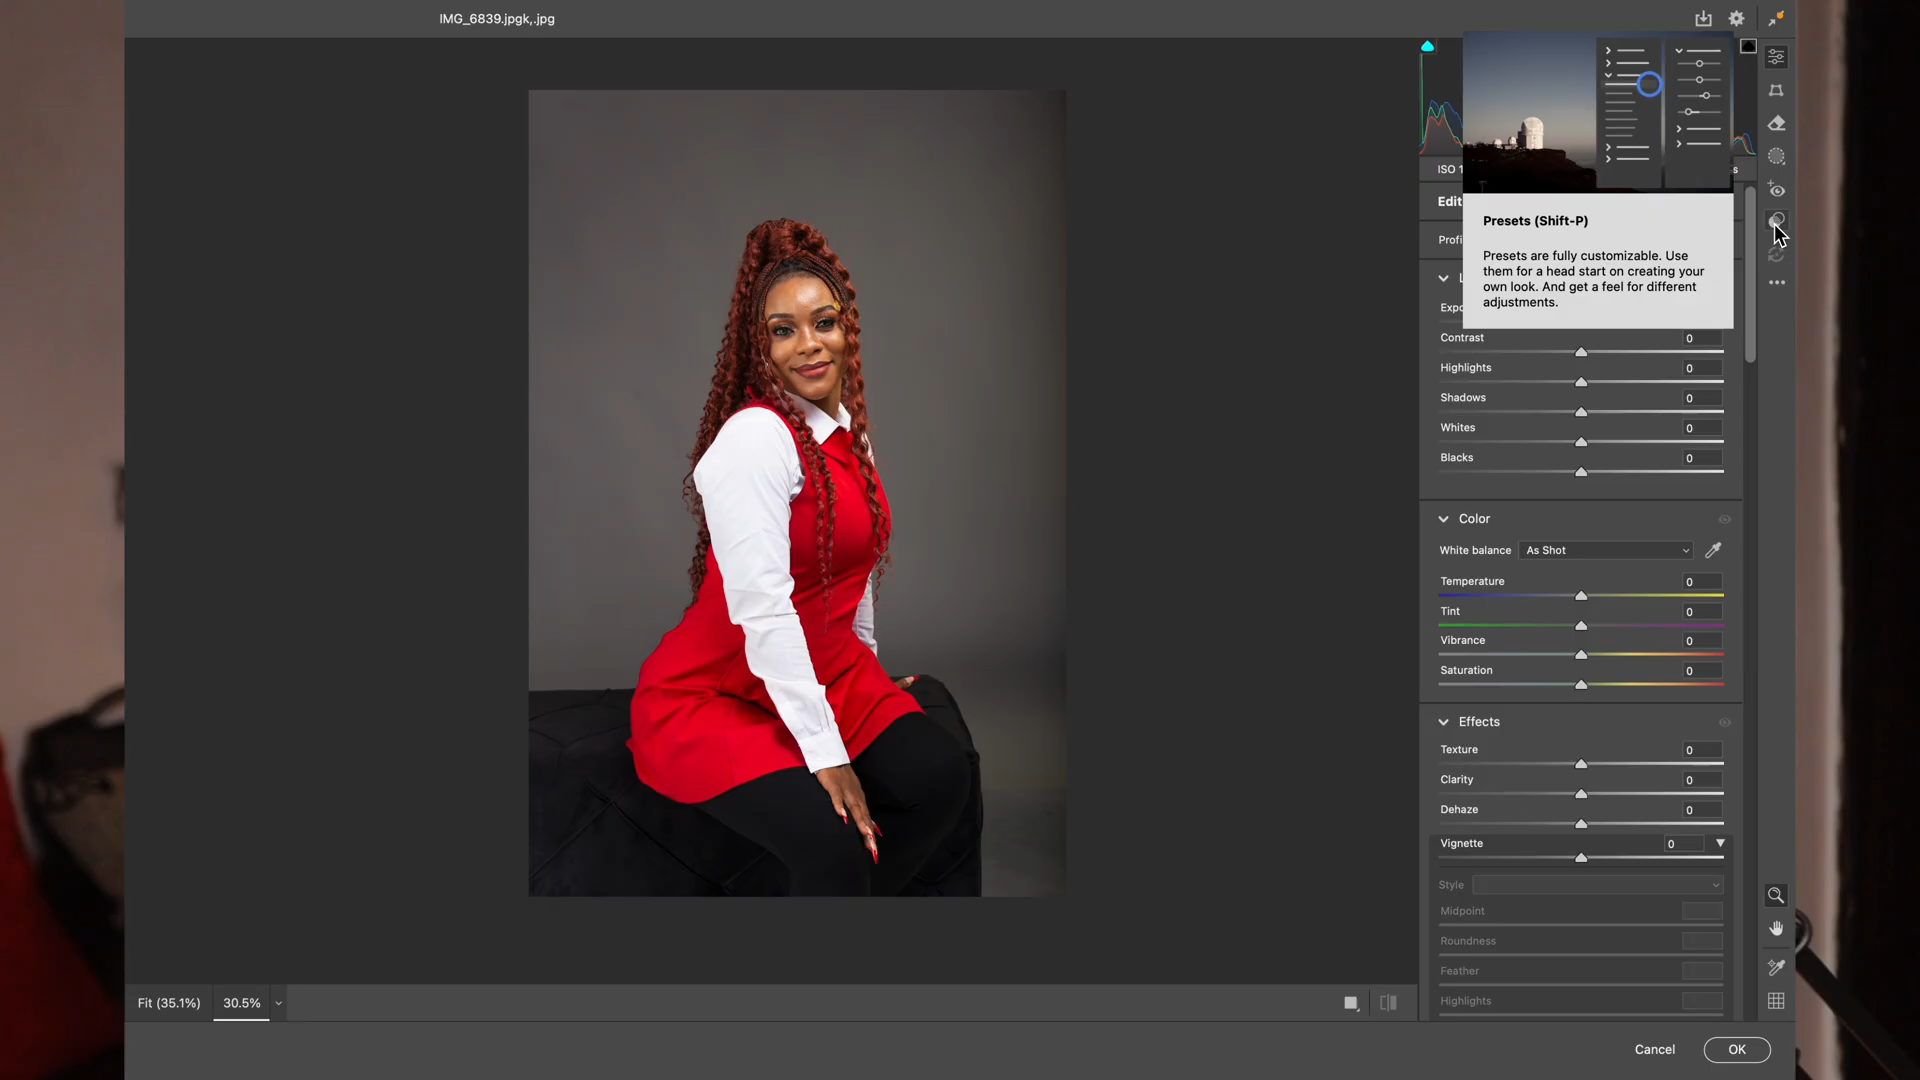 IMG_6839.jpgk,.jpg
ISO 1
Edit
Presets (Shift-P)
Presets are fully customizable. Use
them for a head start on creating your
own look. And get a feel for different
adjustments.
Contrast 0
Highlights 0
Shadows 0
Whites 0
Blacks 0
Color
White balance As Shot
Temperature 0
Tint 0
Vibrance 0
Saturation 0
Effects
Texture 0
Clarity 0
Dehaze 0
Vignette 0
Style
Midpoint
Roundness
Feather
Highlights
Fit (35.1%) 30.5%
Cancel OK